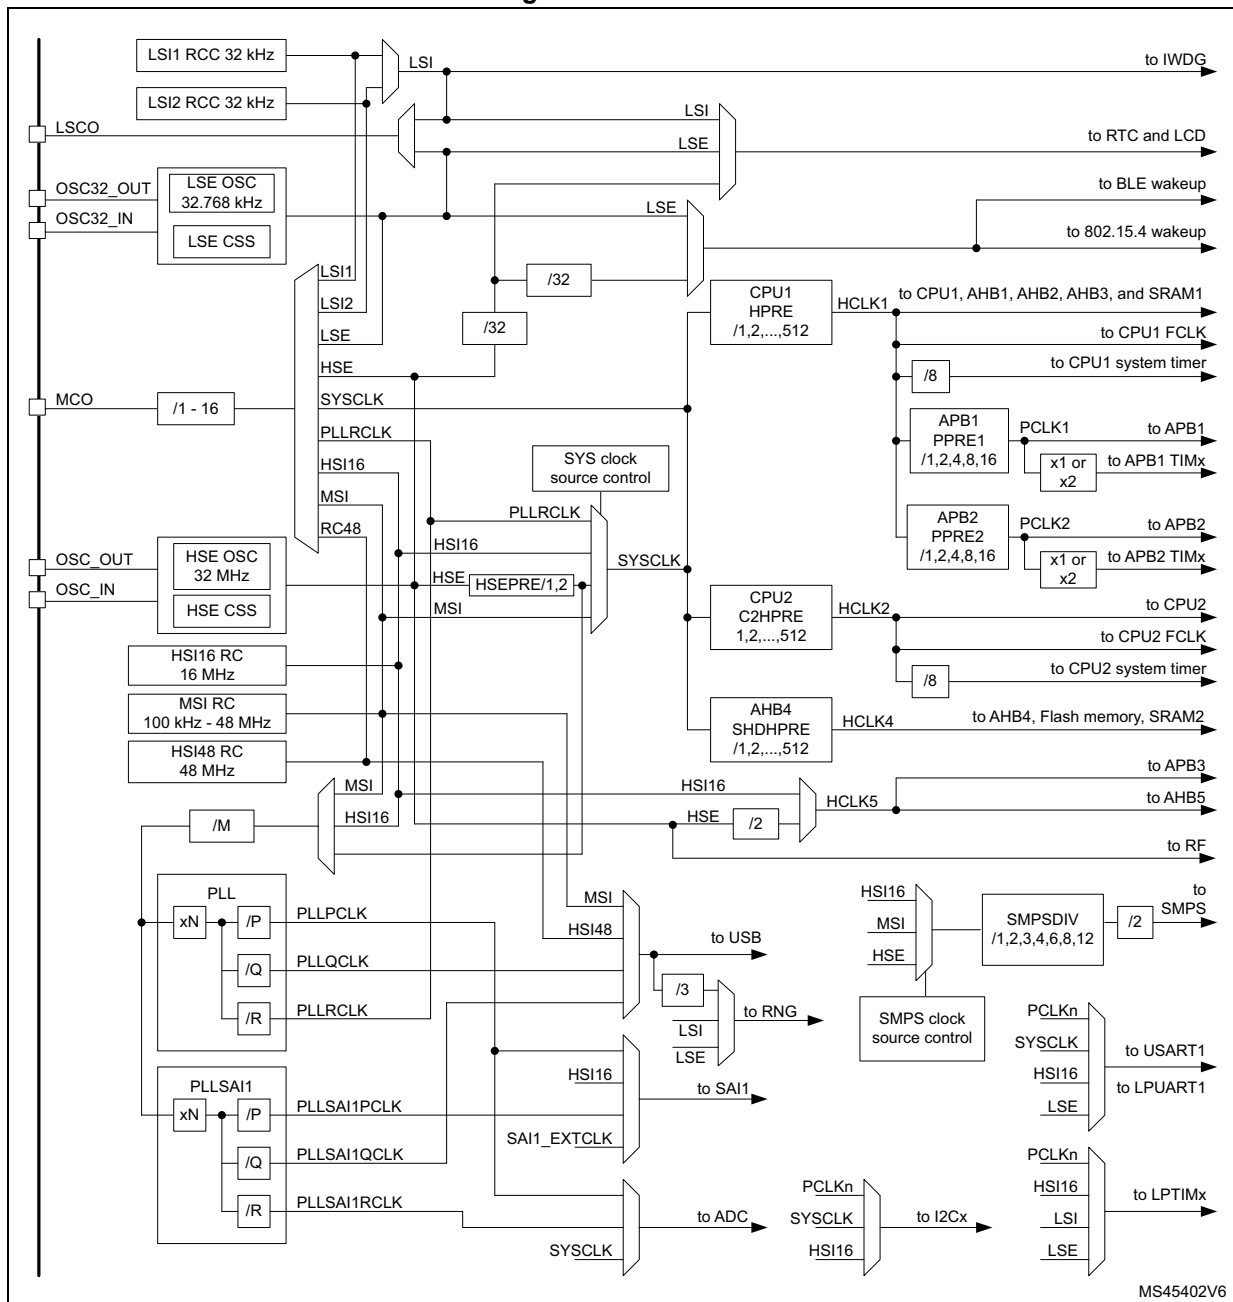 LSI1 RCC 32 kHz
LSI
to IWDG
LSI2 RCC 32 kHz
LSCO
LSI
LSE
to RTC and LCD
OSC32_OUT
OSC32_IN
LSE OSC
32.768 kHz
LSE CSS
LSE
to BLE wakeup
to 802.15.4 wakeup
/32
/32
LSI1
LSI2
LSE
HSE
SYSCLK
PLLRCLK
HSI16
MSI
RC48
MCO
/1 - 16
CPU1
HPRE
/1,2,...,512
HCLK1
to CPU1, AHB1, AHB2, AHB3, and SRAM1
to CPU1 FCLK
/8
to CPU1 system timer
APB1
PPRE1
/1,2,4,8,16
PCLK1
to APB1
x1 or
x2
to APB1 TIMx
APB2
PPRE2
/1,2,4,8,16
PCLK2
to APB2
x1 or
x2
to APB2 TIMx
SYS clock
source control
PLLRCLK
HSI16
HSE
HSEPRE/1,2
MSI
SYSCLK
OSC_OUT
OSC_IN
HSE OSC
32 MHz
HSE CSS
CPU2
C2HPRE
1,2,...,512
HCLK2
to CPU2
to CPU2 FCLK
/8
to CPU2 system timer
HSI16 RC
16 MHz
MSI RC
100 kHz - 48 MHz
HSI48 RC
48 MHz
AHB4
SHDHPRE
/1,2,...,512
HCLK4
to AHB4, Flash memory, SRAM2
MSI
HSI16
/M
HSI16
HSE
/2
HCLK5
to APB3
to AHB5
to RF
PLL
xN
/P
PLLPCLK
/Q
PLLQCLK
/R
PLLRCLK
MSI
HSI48
to USB
/3
LSI
LSE
to RNG
HSI16
MSI
HSE
SMPSDIV
/1,2,3,4,6,8,12
/2
to
SMPS
SMPS clock
source control
PCLKn
SYSCLK
HSI16
LSE
to USART1
to LPUART1
PLLSAI1
xN
/P
PLLSAI1PCLK
/Q
PLLSAI1QCLK
/R
PLLSAI1RCLK
HSI16
SAI1_EXTCLK
to SAI1
SYSCLK
to ADC
PCLKn
SYSCLK
HSI16
to I2Cx
PCLKn
HSI16
LSI
LSE
to LPTIMx
MS45402V6